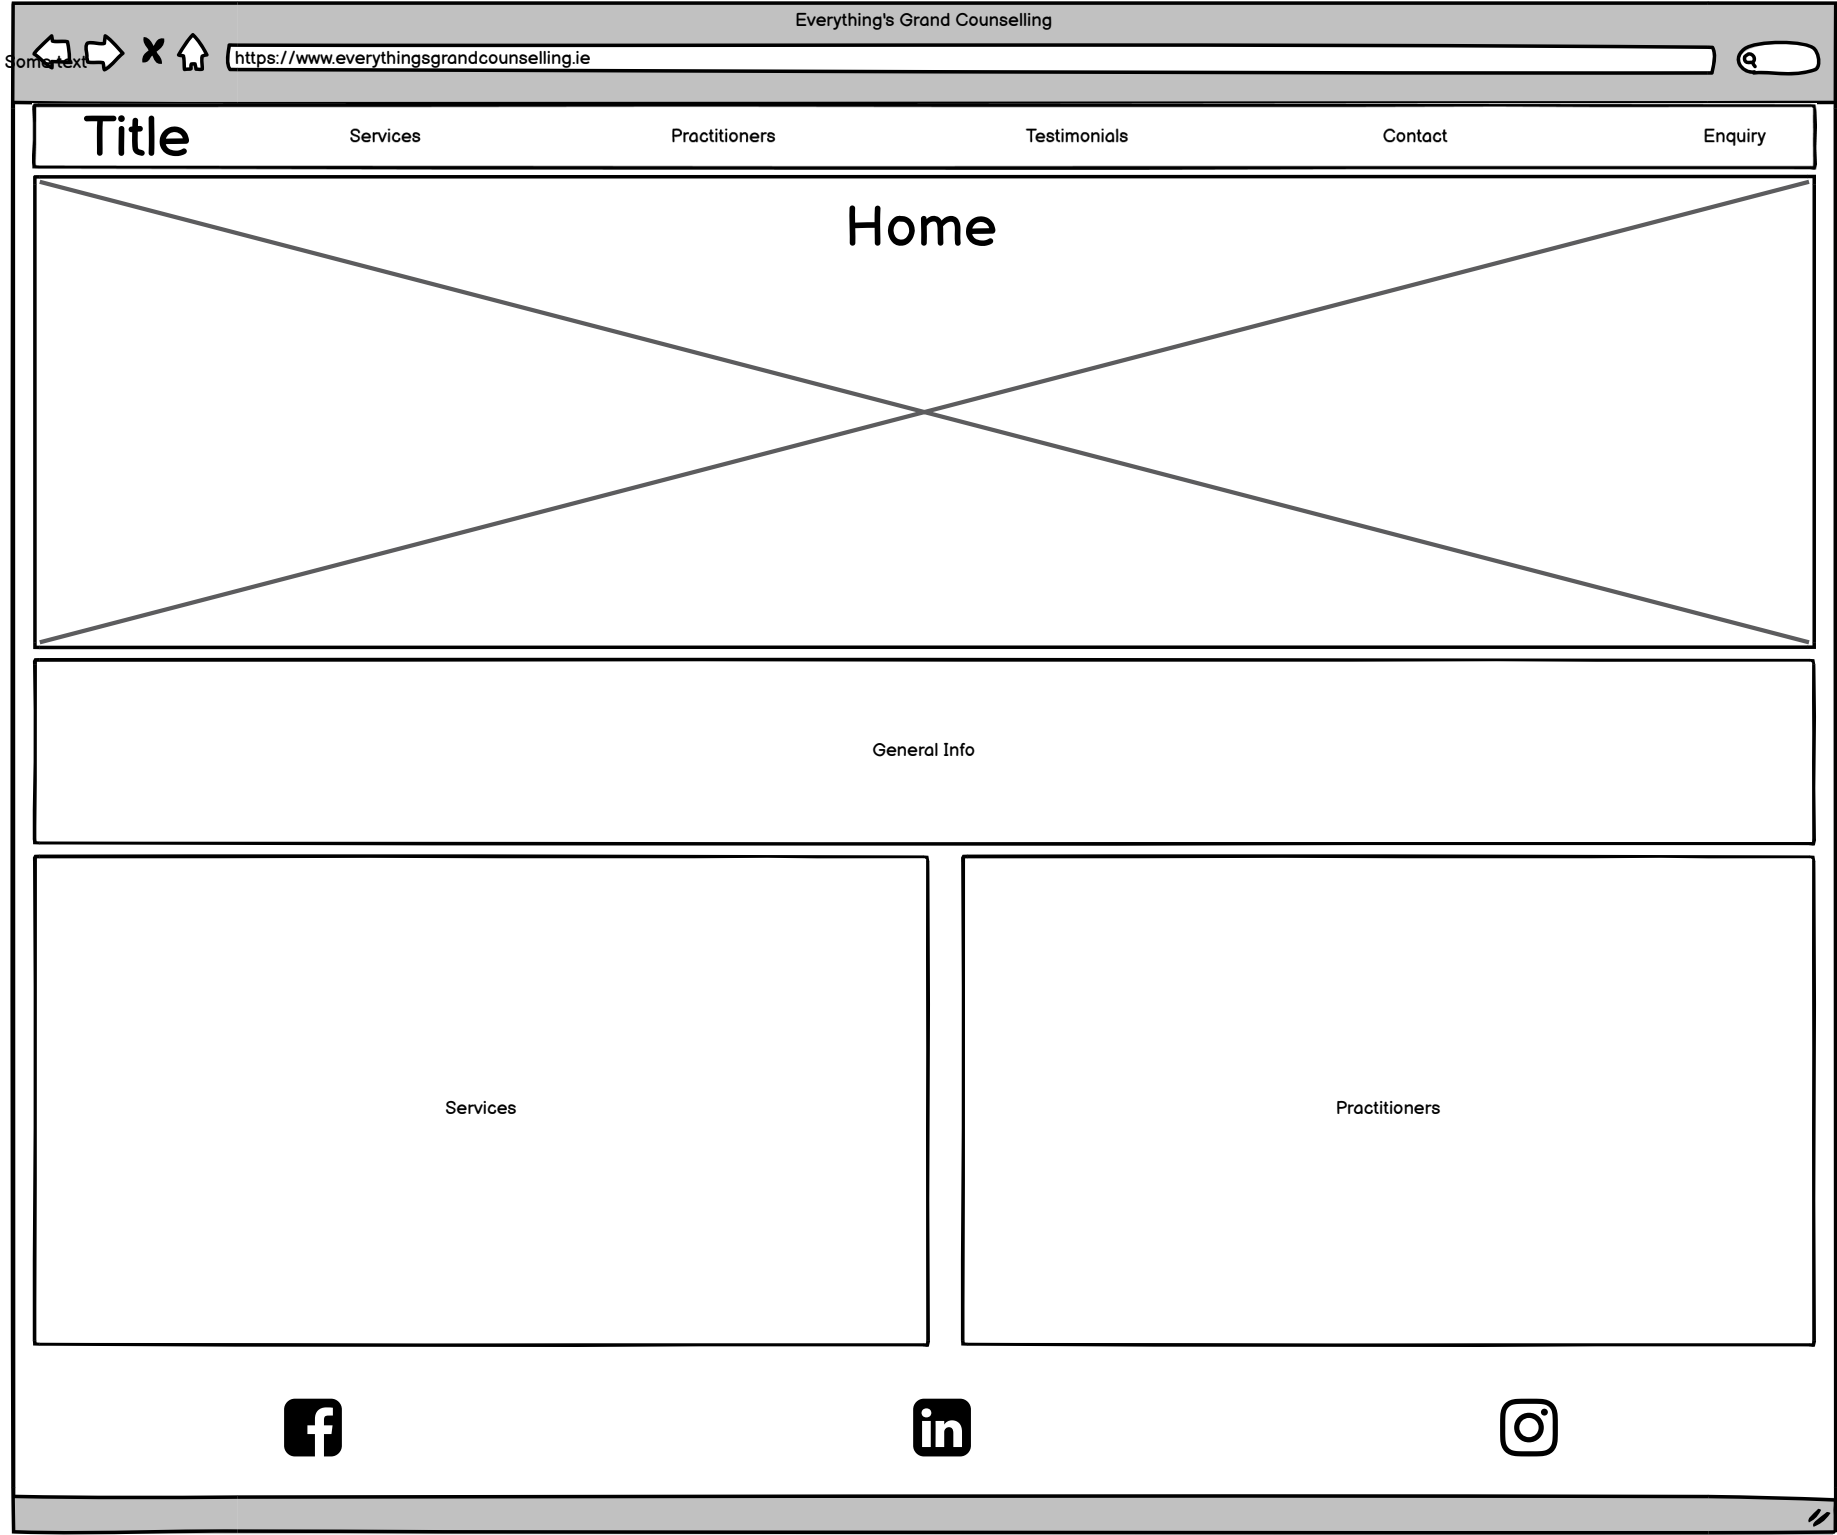 Everything's Grand Counselling
Some text
https://www.everythingsgrandcounselling.ie
Title
Services
Practitioners
Testimonials
Contact
Enquiry
Home
General Info
Services
Practitioners
f
in